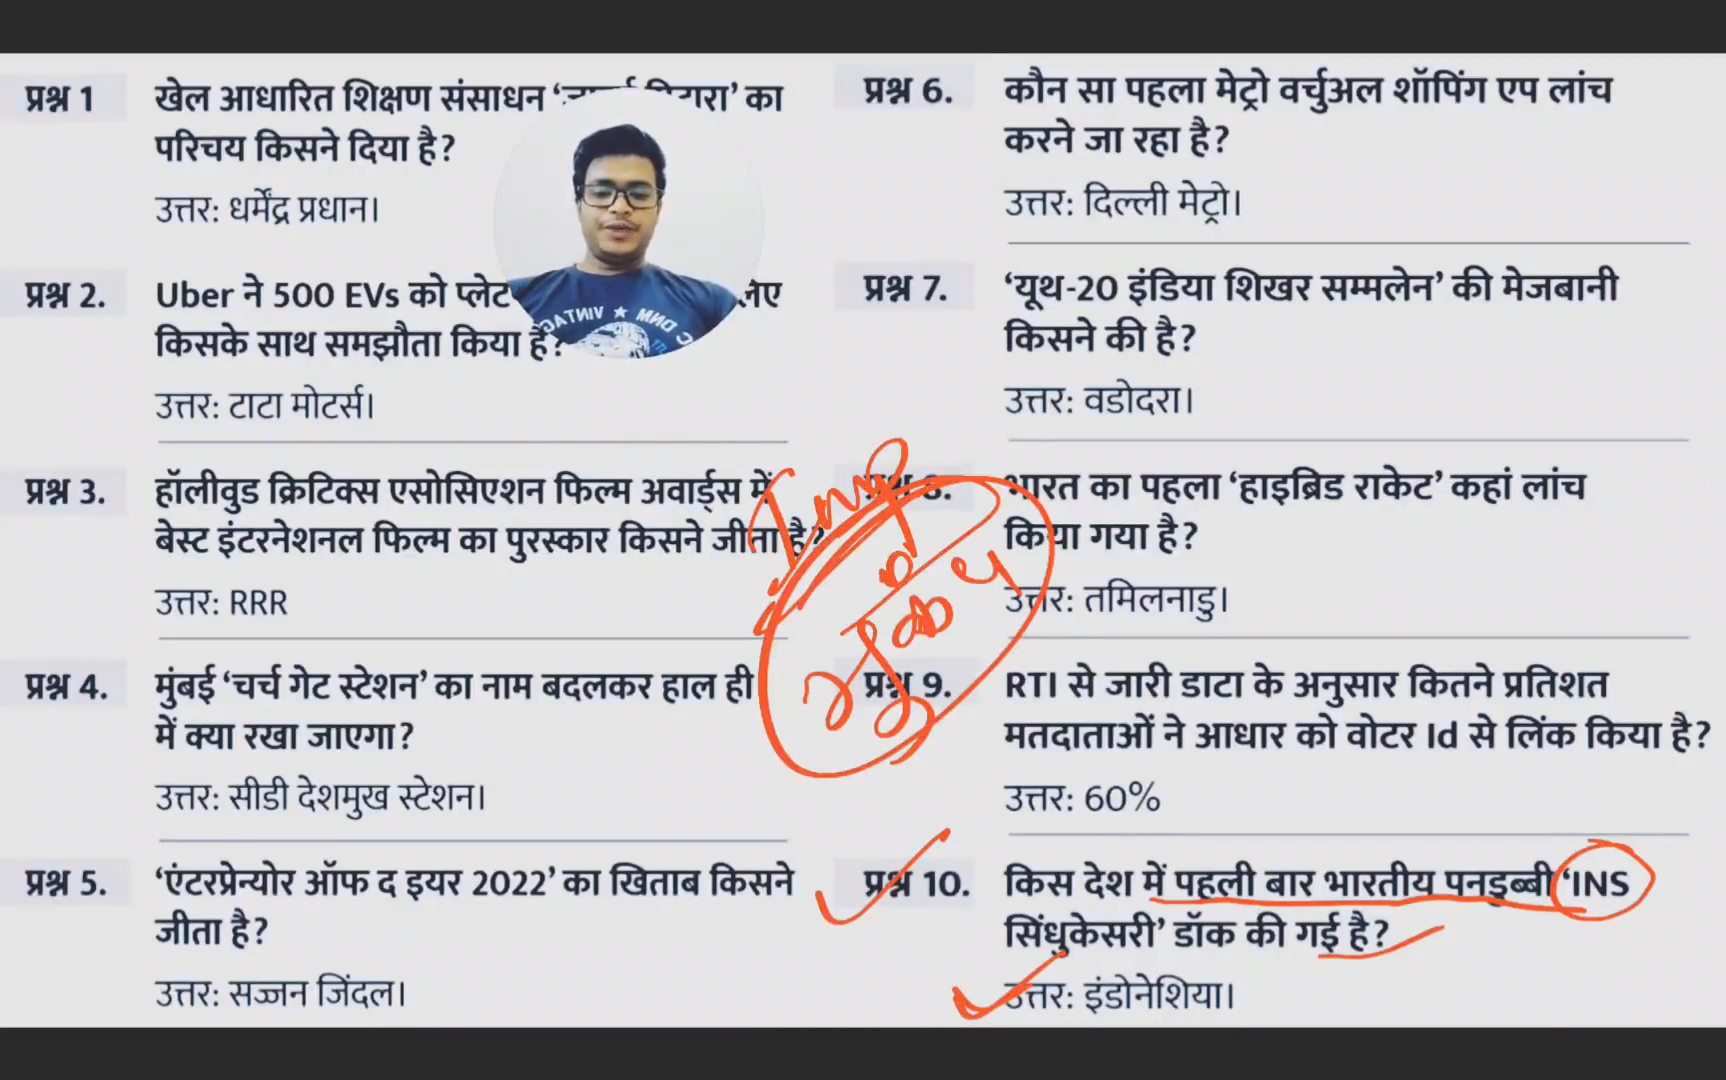 प्रश्न 1
खेल आधारित शिक्षण संसाधन ‘ का
परिचय किसने दिया है?
उत्तर: धर्मेंद्र प्रधान।
प्रश्न 2.
Uber ने 500 EVs को
किसके साथ समझौता किया है?
उत्तर: टाटा मोटर्स।
प्रश्न 3.
हॉलीवुड क्रिटिक्स एसोसिएशन फिल्म अवार्ड्स में
बेस्ट इंटरनेशनल फिल्म का पुरस्कार किसने जीता है?
उत्तर: RRR
प्रश्न 4.
मुंबई ‘चर्च गेट स्टेशन’ का नाम बदलकर हाल ही
में क्या रखा जाएगा?
उत्तर: सीडी देशमुख स्टेशन।
प्रश्न 5.
‘एंटरप्रेन्योर ऑफ द इयर 2022’ का खिताब किसने
जीता है?
उत्तर: सज्जन जिंदल।
प्रश्न 6.
कौन सा पहला मेट्रो वर्चुअल शॉपिंग एप लांच
करने जा रहा है?
उत्तर: दिल्ली मेट्रो।
प्रश्न 7.
‘यूथ-20 इंडिया शिखर सम्मलेन’ की मेजबानी
किसने की है?
उत्तर: वडोदरा।
प्रश्न 8.
भारत का पहला ‘हाइब्रिड राकेट’ कहां लांच
किया गया है?
उत्तर: तमिलनाडु।
प्रश्न 9.
RTI से जारी डाटा के अनुसार कितने प्रतिशत
मतदाताओं ने आधार को वोटर Id से लिंक किया है?
उत्तर: 60%
प्रश्न 10.
किस देश में पहली बार भारतीय पनडुब्बी ‘INS
सिंधुकेसरी’ डॉक की गई है?
उत्तर: इंडोनेशिया।
Imp